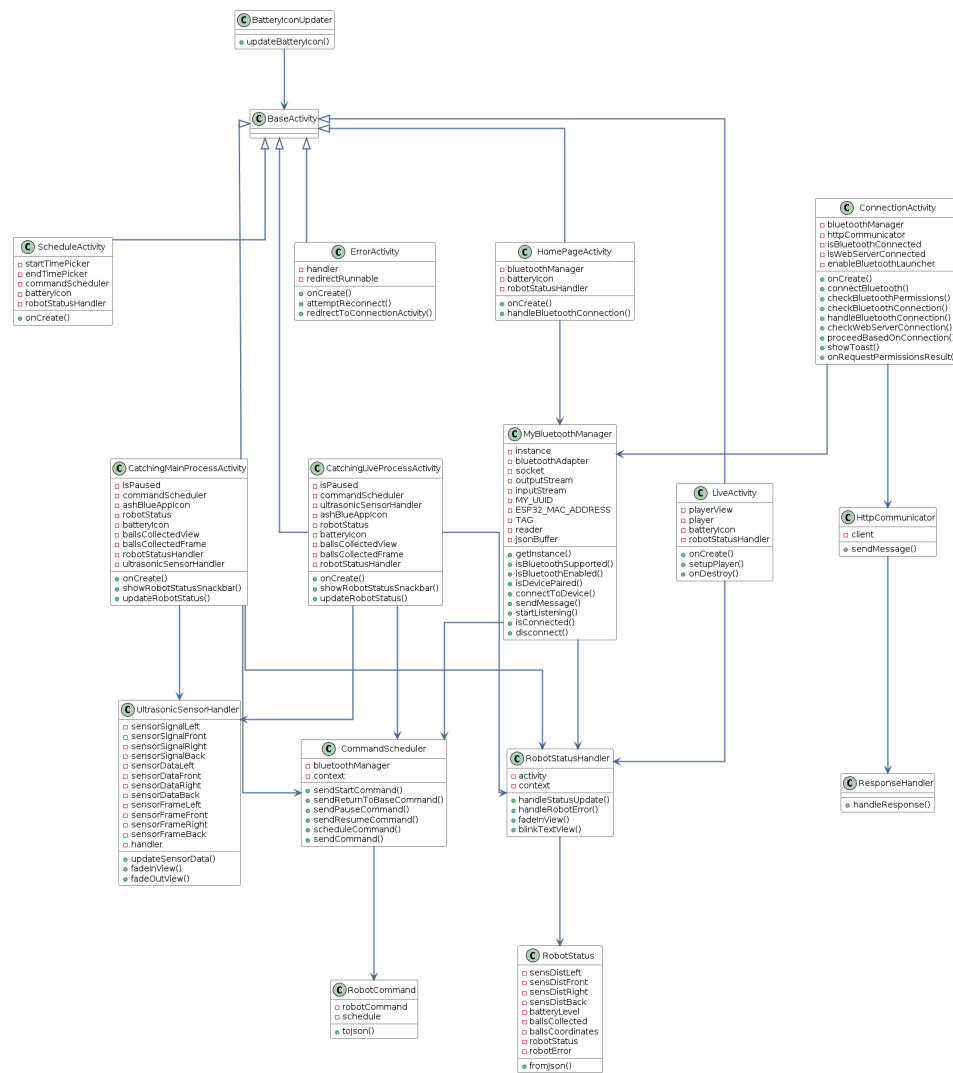 C BatteryIconUpdater
updateBatteryIcon()
C BaseActivity
C ConnectionActivity
bluetoothManager
httpCommunicator
isBluetoothConnected
isWebServerConnected
enableBluetoothLauncher
onCreate()
connectBluetooth()
checkBluetoothPermissions()
checkBluetoothConnection()
handleBluetoothConnection()
checkWebServerConnection()
proceedBasedOnConnection()
showToast()
onRequestPermissionsResult(
C ScheduleActivity
startTimePicker
endTimePicker
commandScheduler
batteryIcon
robotStatusHandler
onCreate()
C ErrorActivity
handler
redirectRunnable
onCreate()
attemptReconnect()
redirectToConnectionActivity()
C HomePageActivity
bluetoothManager
batteryIcon
robotStatusHandler
onCreate()
handleBluetoothConnection()
C MyBluetoothManager
instance
bluetoothAdapter
socket
outputStream
inputStream
MY_UUID
ESP32_MAC_ADDRESS
TAG
reader
jsonBuffer
getInstance()
isBluetoothSupported()
isBluetoothEnabled()
isDevicePaired()
connectToDevice()
sendMessage()
startListening()
isConnected()
disconnect()
C CatchingMainProcessActivity
isPaused
commandScheduler
ashBlueAppIcon
robotStatus
batteryIcon
ballsCollectedView
ballsCollectedFrame
robotStatusHandler
ultrasonicSensorHandler
onCreate()
showRobotStatusSnackbar()
updateRobotStatus()
C CatchingLiveProcessActivity
isPaused
commandScheduler
ultrasonicSensorHandler
ashBlueAppIcon
robotStatus
batteryIcon
ballsCollectedView
ballsCollectedFrame
robotStatusHandler
onCreate()
showRobotStatusSnackbar()
updateRobotStatus()
C LiveActivity
playerView
player
batteryIcon
robotStatusHandler
onCreate()
setupPlayer()
onDestroy()
C HttpCommunicator
client
sendMessage()
C UltrasonicSensorHandler
sensorSignalLeft
sensorSignalFront
sensorSignalRight
sensorSignalBack
sensorDataLeft
sensorDataFront
sensorDataRight
sensorDataBack
sensorFrameLeft
sensorFrameFront
sensorFrameRight
sensorFrameBack
handler
updateSensorData()
fadeInView()
fadeOutView()
C CommandScheduler
bluetoothManager
context
sendStartCommand()
sendReturnToBaseCommand()
sendPauseCommand()
sendResumeCommand()
scheduleCommand()
sendCommand()
C RobotStatusHandler
activity
context
handleStatusUpdate()
handleRobotError()
fadeInView()
blinkTextView()
C ResponseHandler
handleResponse()
C RobotCommand
robotCommand
schedule
toJson()
C RobotStatus
sensDistLeft
sensDistFront
sensDistRight
sensDistBack
batteryLevel
ballsCollected
ballsCoordinates
robotStatus
robotError
fromJson()